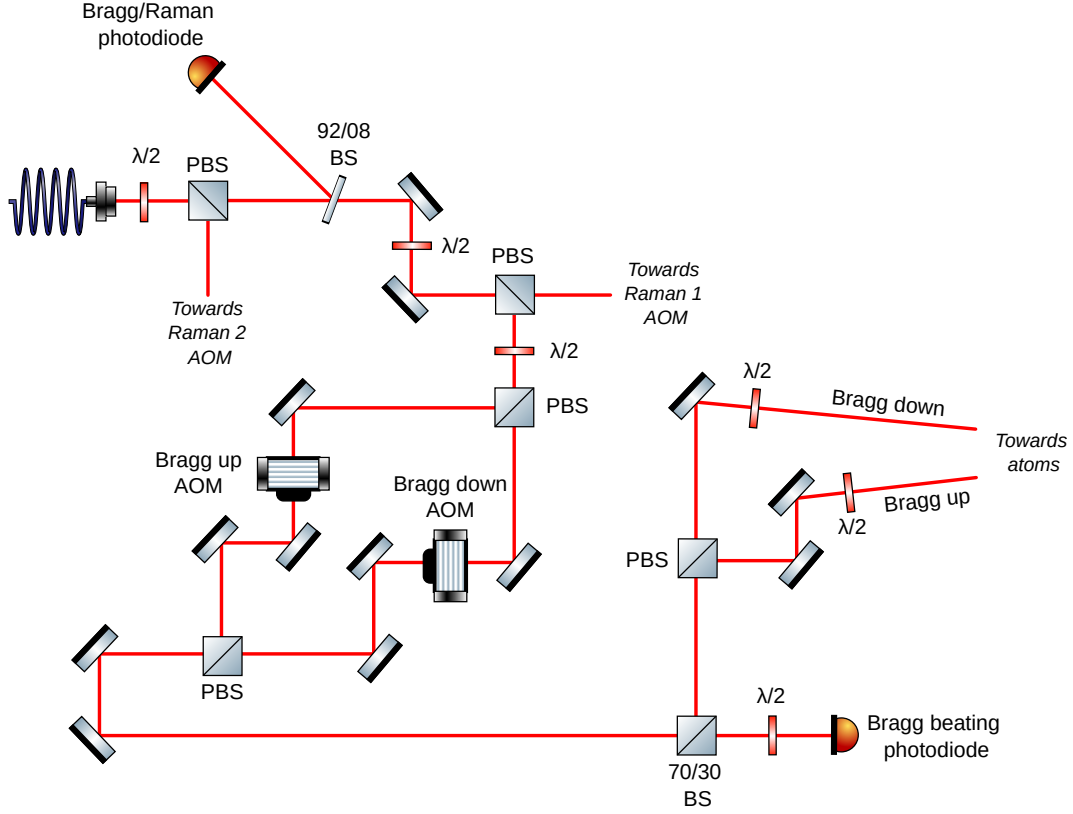 Bragg/Raman
photodiode
92/08
BS
λ/2
PBS
λ/2
PBS
Towards
Raman 2
AOM
Towards
Raman 1
AOM
λ/2
PBS
λ/2
Bragg down
Towards
atoms
Bragg up
λ/2
Bragg up
AOM
Bragg down
AOM
PBS
PBS
λ/2
Bragg beating
photodiode
70/30
BS